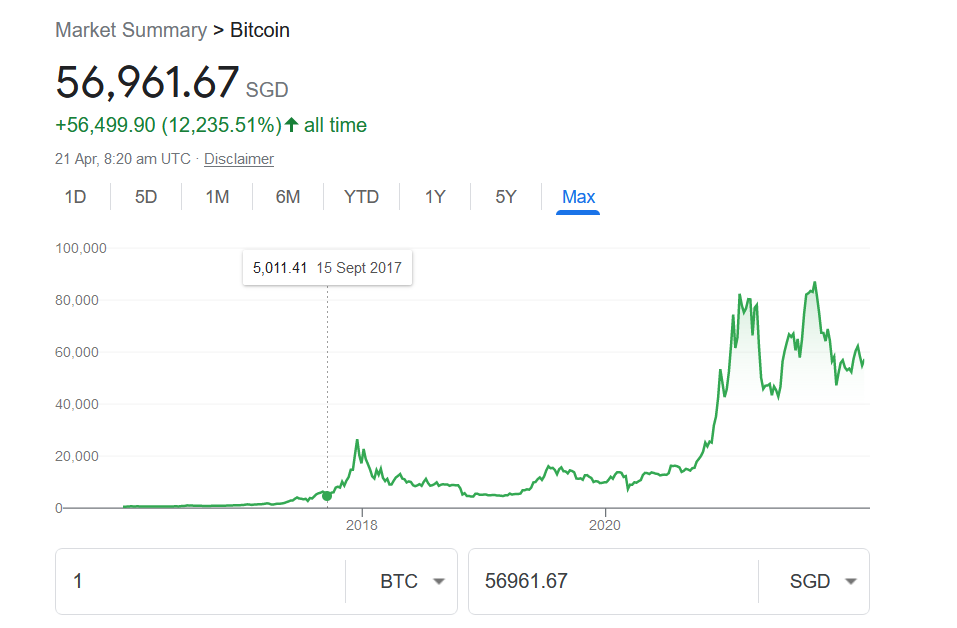 Market Summary > Bitcoin
56,961.67 SGD
+56,499.90 (12,235.51%)↑ all time
21 Apr, 8:20 am UTC · Disclaimer
1D 5D 1M 6M YTD 1Y 5Y Max
100,000
5,011.41 15 Sept 2017
80,000
60,000
40,000
20,000
0
2018 2020
1 BTC 56961.67 SGD